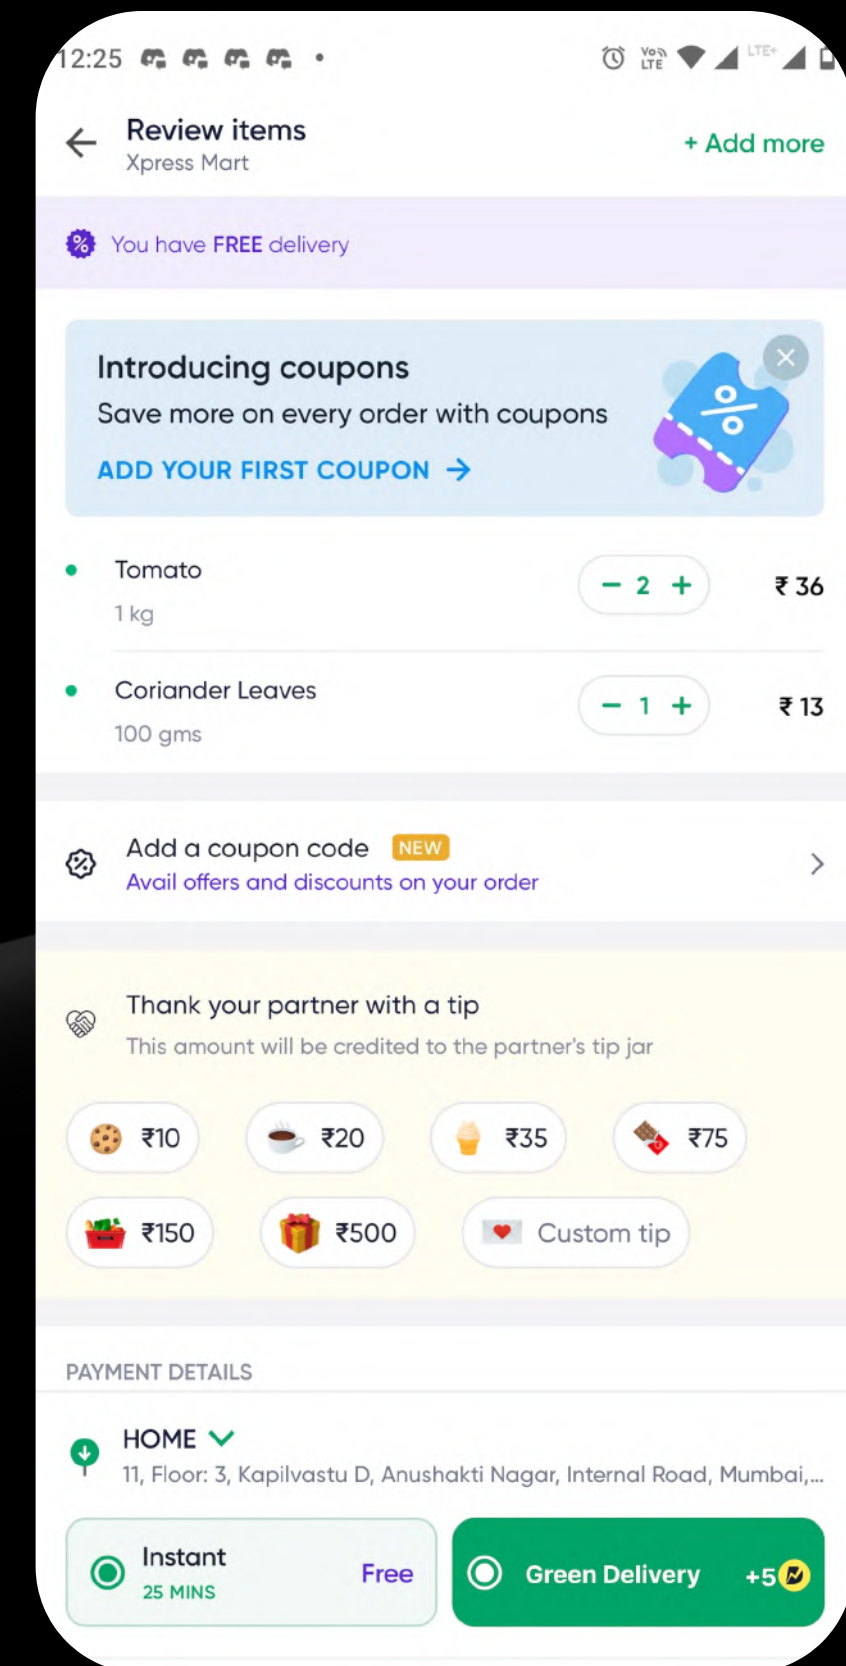 12:25
Vo LTE
LTE+
Review items
+ Add more
Xpress Mart
You have FREE delivery
Introducing coupons
Save more on every order with coupons
ADD YOUR FIRST COUPON →
Tomato
− 2 +
₹ 36
1 kg
Coriander Leaves
− 1 +
₹ 13
100 gms
Add a coupon code NEW
Avail offers and discounts on your order
Thank your partner with a tip
This amount will be credited to the partner's tip jar
₹10
₹20
₹35
₹75
₹150
₹500
Custom tip
PAYMENT DETAILS
HOME
11, Floor: 3, Kapilvastu D, Anushakti Nagar, Internal Road, Mumbai,...
Instant
25 MINS
Free
Green Delivery
+5